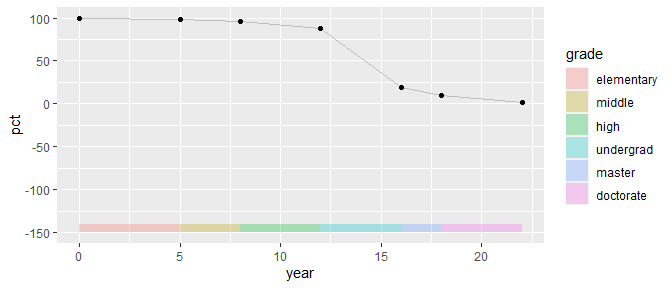 100
50
0
-50
-100
-150
pct
0
5
10
15
20
year
grade
elementary
middle
high
undergrad
master
doctorate